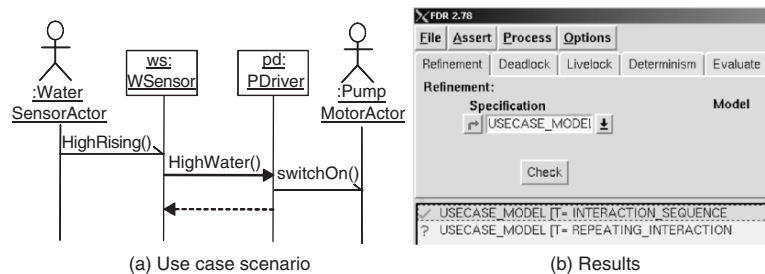 :Water
SensorActor
ws:
WSensor
pd:
PDriver
:Pump
MotorActor
HighRising()
HighWater()
switchOn()
(a) Use case scenario
FDR 2.78
File Assert Process Options
Refinement Deadlock Livelock Determinism Evaluate
Refinement:
Specification Model
USECASE_MODEL
Check
✓ USECASE_MODEL [T= INTERACTION_SEQUENCE
? USECASE_MODEL [T= REPEATING_INTERACTION
(b) Results